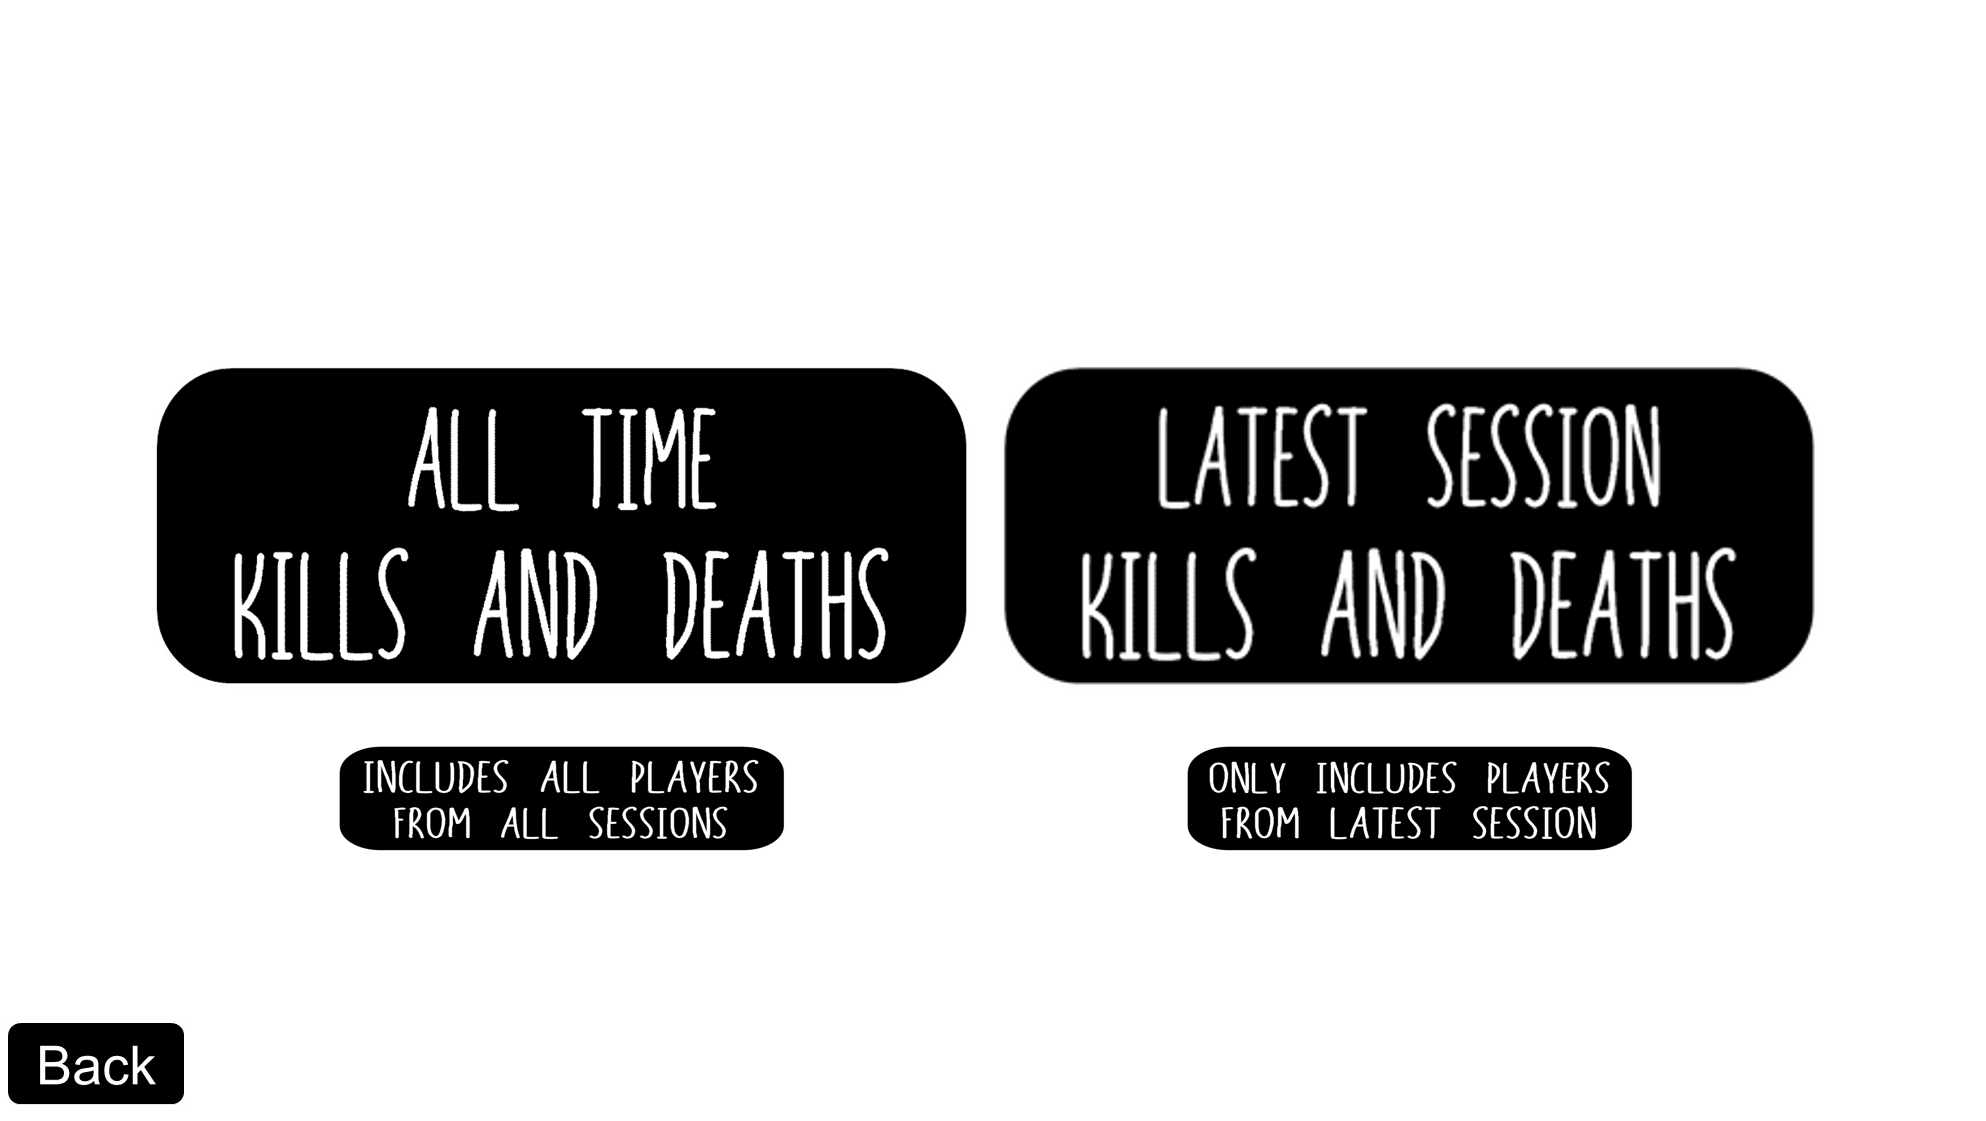 ALL TIME
KILLS AND DEATHS
LATEST SESSION
KILLS AND DEATHS
INCLUDES ALL PLAYERS
FROM ALL SESSIONS
ONLY INCLUDES PLAYERS
FROM LATEST SESSION
Back